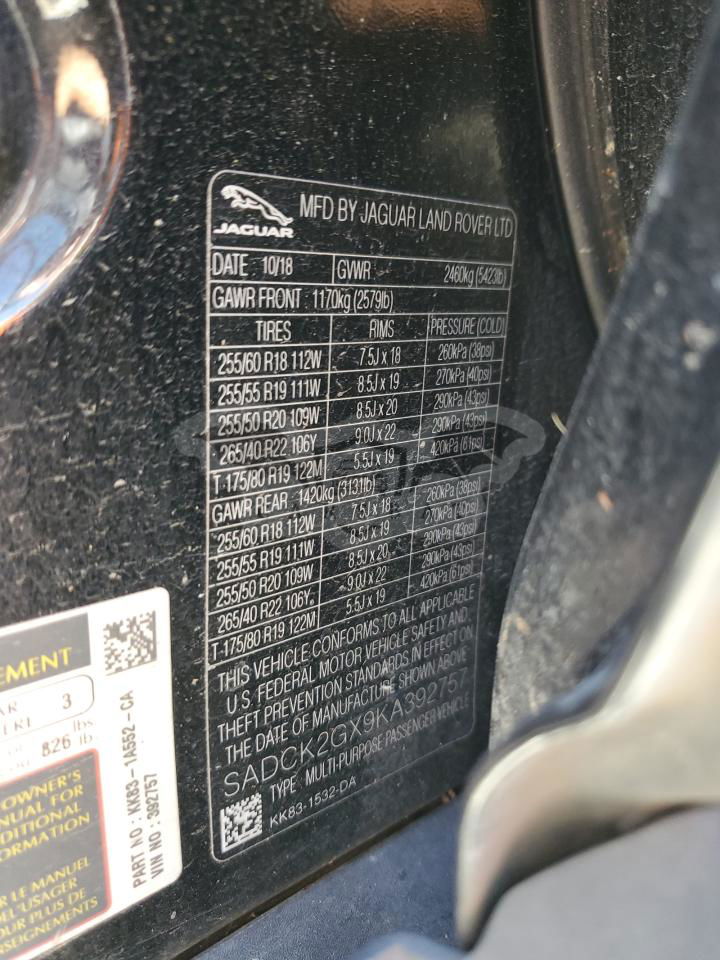 JAGUAR
MFD BY JAGUAR LAND ROVER LTD
DATE 10/18 GVWR 2460kg (5423lb)
GAWR FRONT : 1170kg (2579lb)
TIRES RIMS PRESSURE (COLD)
255/60 R18 112W 7.5J x 18 260kPa (38psi)
255/55 R19 111W 8.5J x 19 270kPa (40psi)
255/50 R20 109W 8.5J x 20 290kPa (43psi)
265/40 R22 106Y 9.0J x 22 290kPa (43psi)
T 175/80 R19 122M 5.5J x 19 420kPa (61psi)
GAWR REAR : 1420kg (3131lb)
255/60 R18 112W 7.5J x 18 260kPa (38psi)
255/55 R19 111W 8.5J x 19 270kPa (40psi)
255/50 R20 109W 8.5J x 20 290kPa (43psi)
265/40 R22 106Y 9.0J x 22 290kPa (43psi)
T 175/80 R19 122M 5.5J x 19 420kPa (61psi)
THIS VEHICLE CONFORMS TO ALL APPLICABLE
U.S. FEDERAL MOTOR VEHICLE SAFETY AND
THEFT PREVENTION STANDARDS IN EFFECT ON
THE DATE OF MANUFACTURE SHOWN ABOVE
SADCK2GX9KA392757
TYPE : MULTI-PURPOSE PASSENGER VEHICLE
KK83-1532-DA
EMENT
3
826 lb
lbs
OWNER'S
NUAL FOR
DDITIONAL
ORMATION
R LE MANUEL
DE L'USAGER
OUR PLUS DE
NSEIGNEMENTS
PART NO : KK83-1A552-CA
VIN NO : 392757